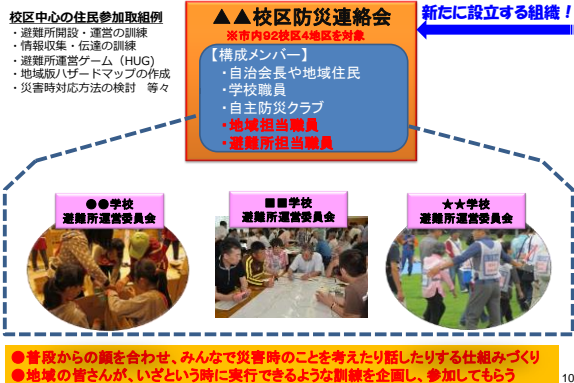 校区中心の住民参加取組例
・避難所開設・運営の訓練
・情報収集・伝達の訓練
・避難所運営ゲーム（HUG)
・地域版ハザードマップの作成
・災害時対応方法の検討　等々
▲▲校区防災連絡会
※市内92校区4地区を対象
【構成メンバー】
・自治会長や地域住民
・学校職員
・自主防災クラブ
・地域担当職員
・避難所担当職員
新たに設立する組織！
●●学校
避難所運営委員会
■■学校
避難所運営委員会
★★学校
避難所運営委員会
●普段からの顔を合わせ、みんなで災害時のことを考えたり話したりする仕組みづくり
●地域の皆さんが、いざという時に実行できるような訓練を企画し、参加してもらう
10